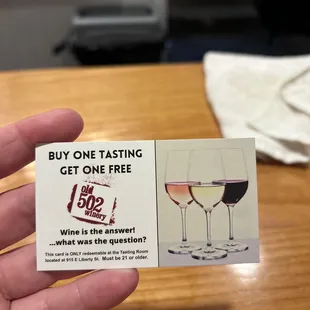 BUY ONE TASTING
GET ONE FREE
old
502
winery
Wine is the answer!
...what was the question?
This card is ONLY redeemable at the Tasting Room
located at 815 E Liberty St. Must be 21 or older.